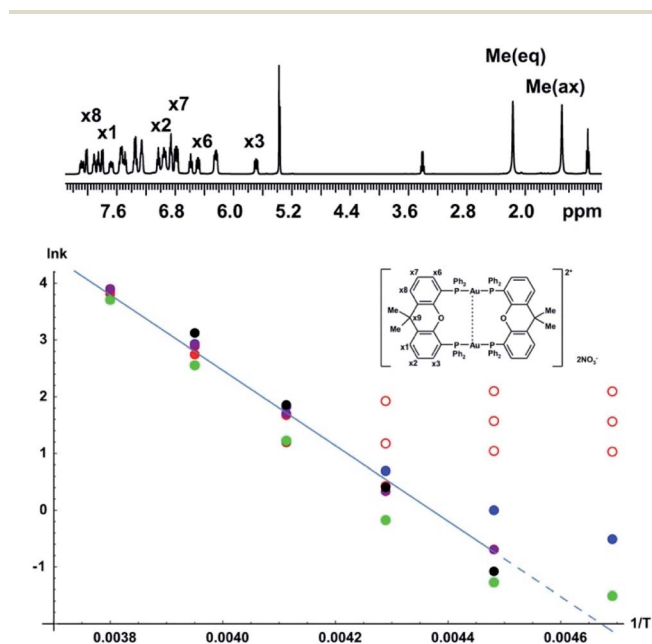 Me(eq)
Me(ax)
x8
x7
x1
x2
x6
x3
7.6 6.8 6.0 5.2 4.4 3.6 2.8 2.0 ppm
lnk
4
3
2
1
0
-1
0.0038 0.0040 0.0042 0.0044 0.0046 1/T
x7 x6 Ph₂ Ph₂ 2+
x8 P Au P
Me Me
Me x9 O O Me
x1 P Au P
x2 x3 Ph₂ Ph₂
2NO₃⁻